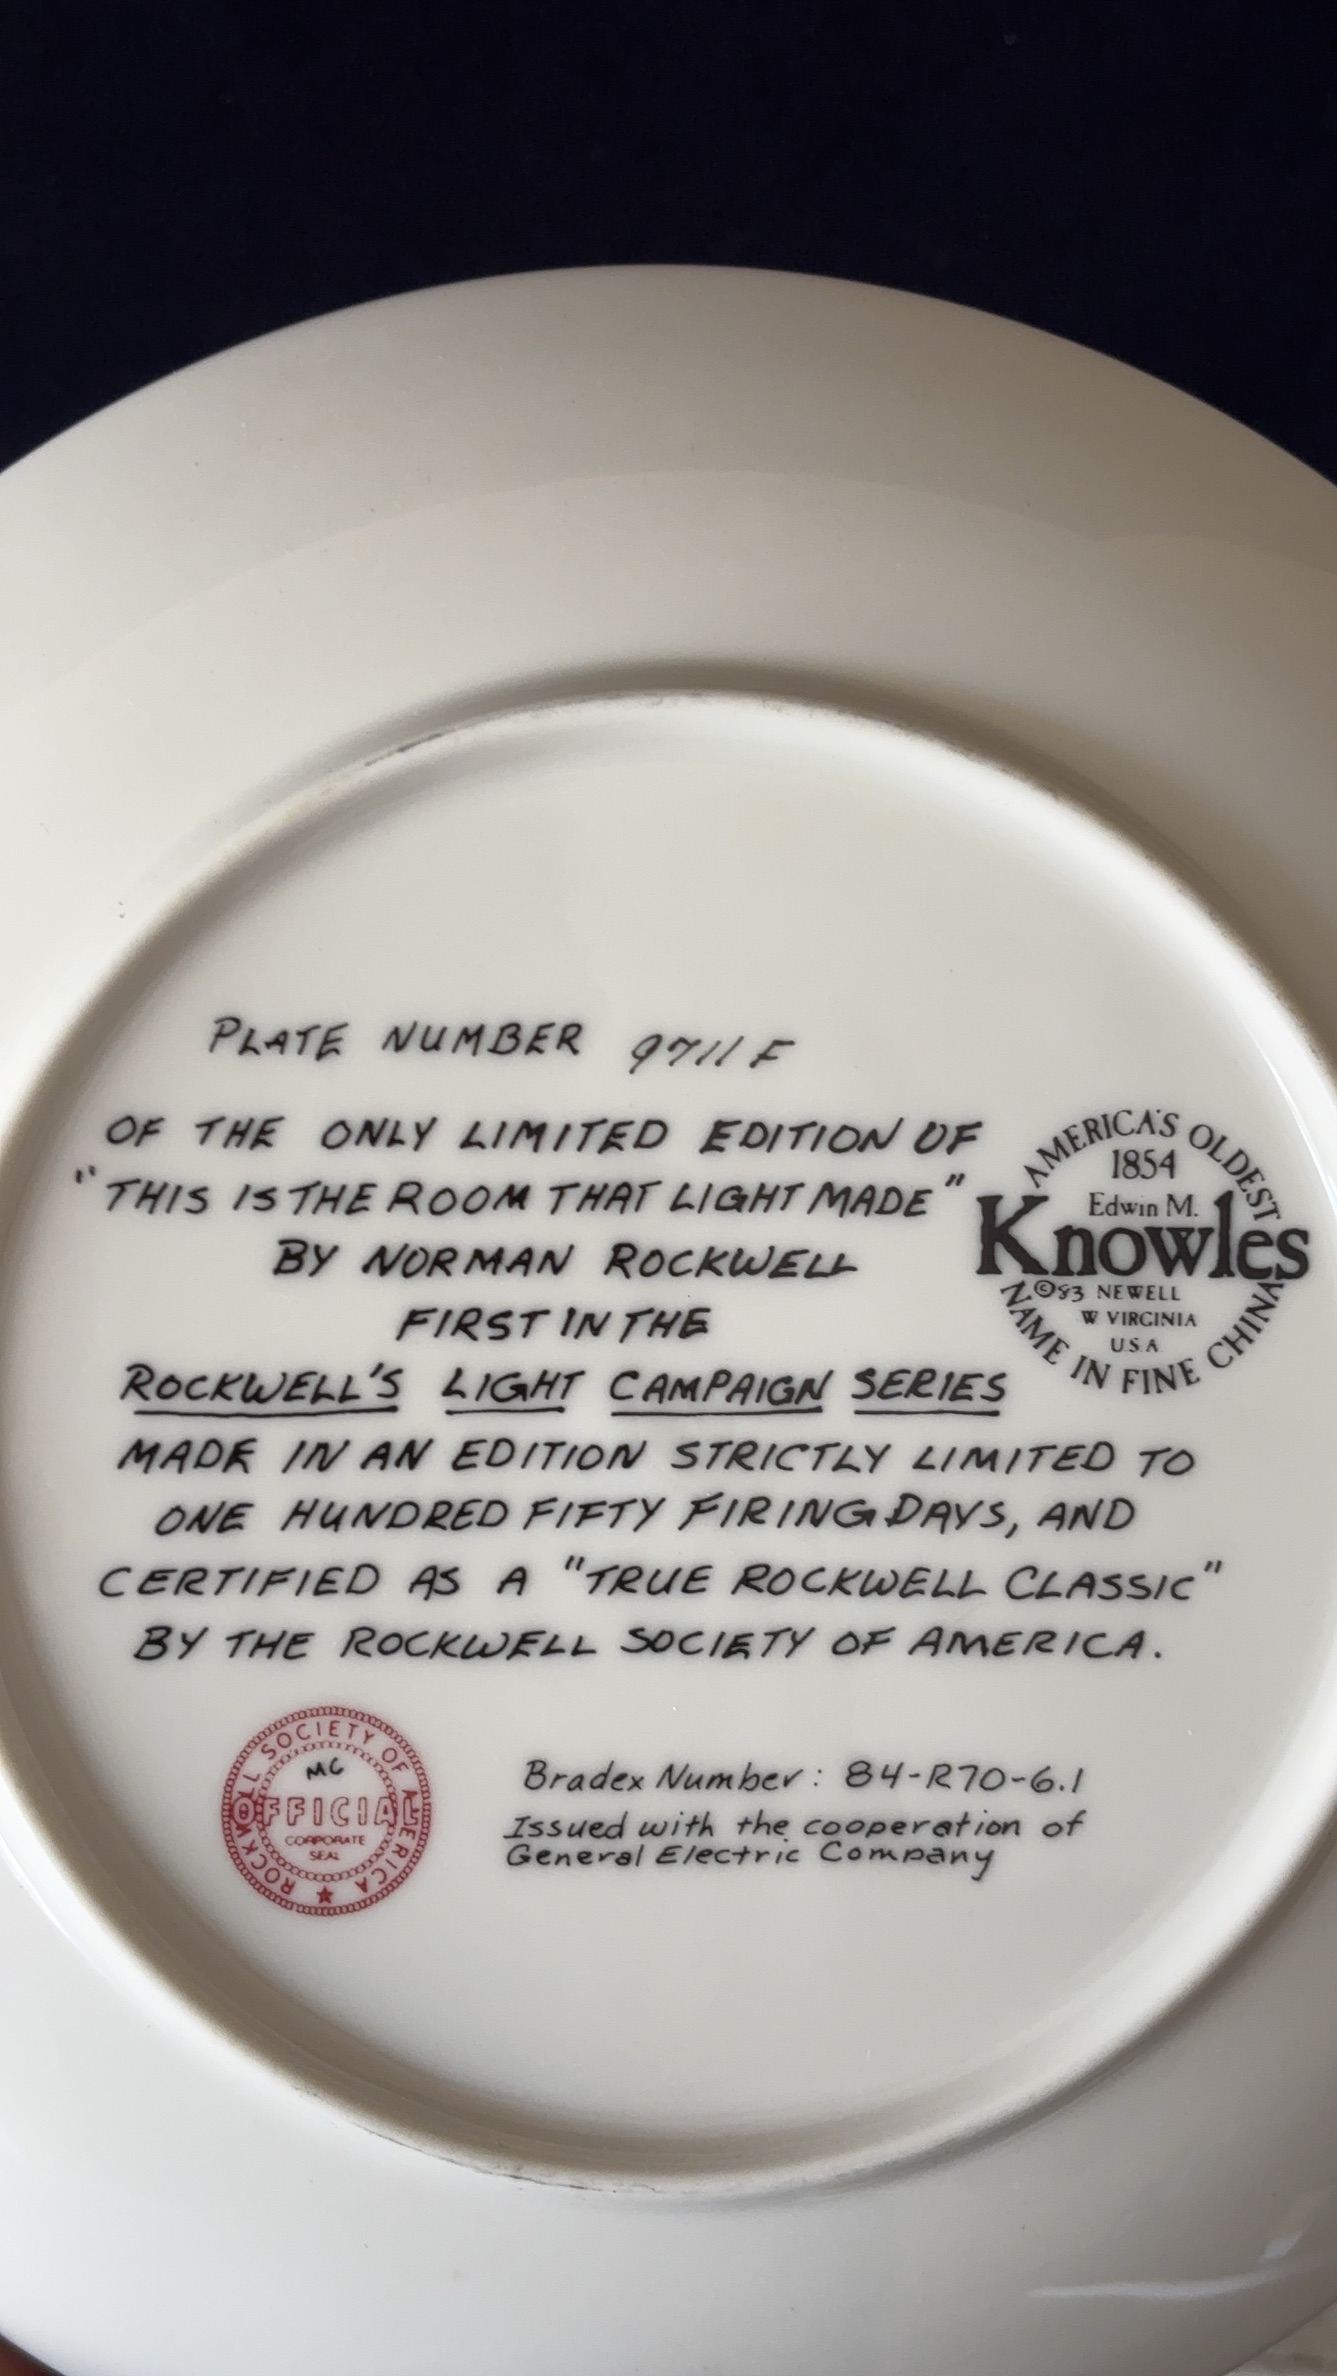 PLATE NUMBER 9711 F
OF THE ONLY LIMITED EDITION OF
"THIS IS THE ROOM THAT LIGHT MADE"
BY NORMAN ROCKWELL
FIRST IN THE
ROCKWELL'S LIGHT CAMPAIGN SERIES
MADE IN AN EDITION STRICTLY LIMITED TO
ONE HUNDRED FIFTY FIRING DAYS, AND
CERTIFIED AS A "TRUE ROCKWELL CLASSIC"
BY THE ROCKWELL SOCIETY OF AMERICA.
AMERICA'S OLDEST
1854
Edwin M.
Knowles
©83 NEWELL
W VIRGINIA
U.S.A
NAME IN FINE CHINA
ROCKWELL SOCIETY OF AMERICA
MC
OFFICIAL
CORPORATE
SEAL
Bradex Number: 84-R70-6.1
Issued with the cooperation of
General Electric Company